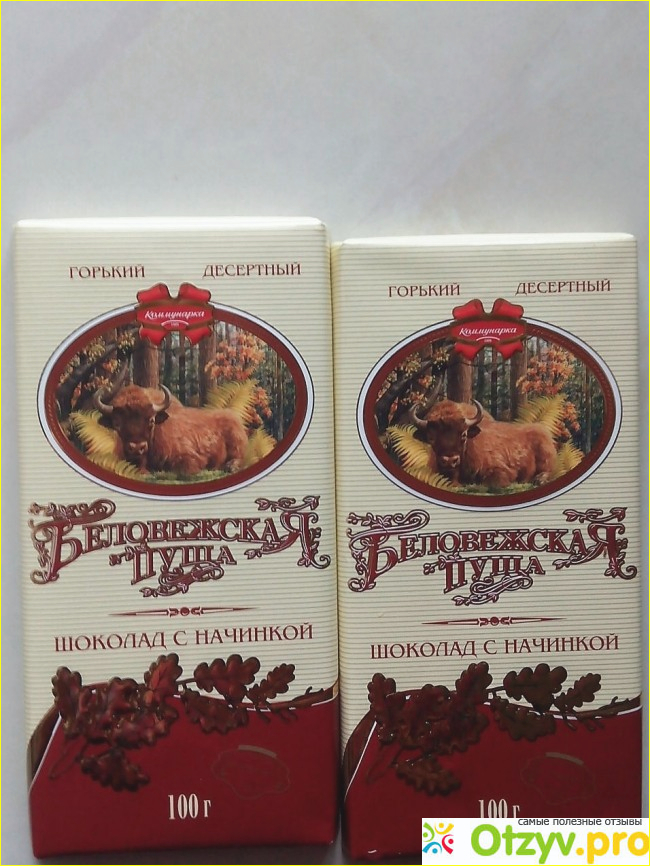 ГОРЬКИЙ ДЕСЕРТНЫЙ
Коммунарка
БЕЛОВЕЖСКАЯ
ПУЩА
ШОКОЛАД С НАЧИНКОЙ
100 г
ГОРЬКИЙ ДЕСЕРТНЫЙ
Коммунарка
БЕЛОВЕЖСКАЯ
ПУЩА
ШОКОЛАД С НАЧИНКОЙ
100 г
самые полезные отзывы
Otzyv.pro